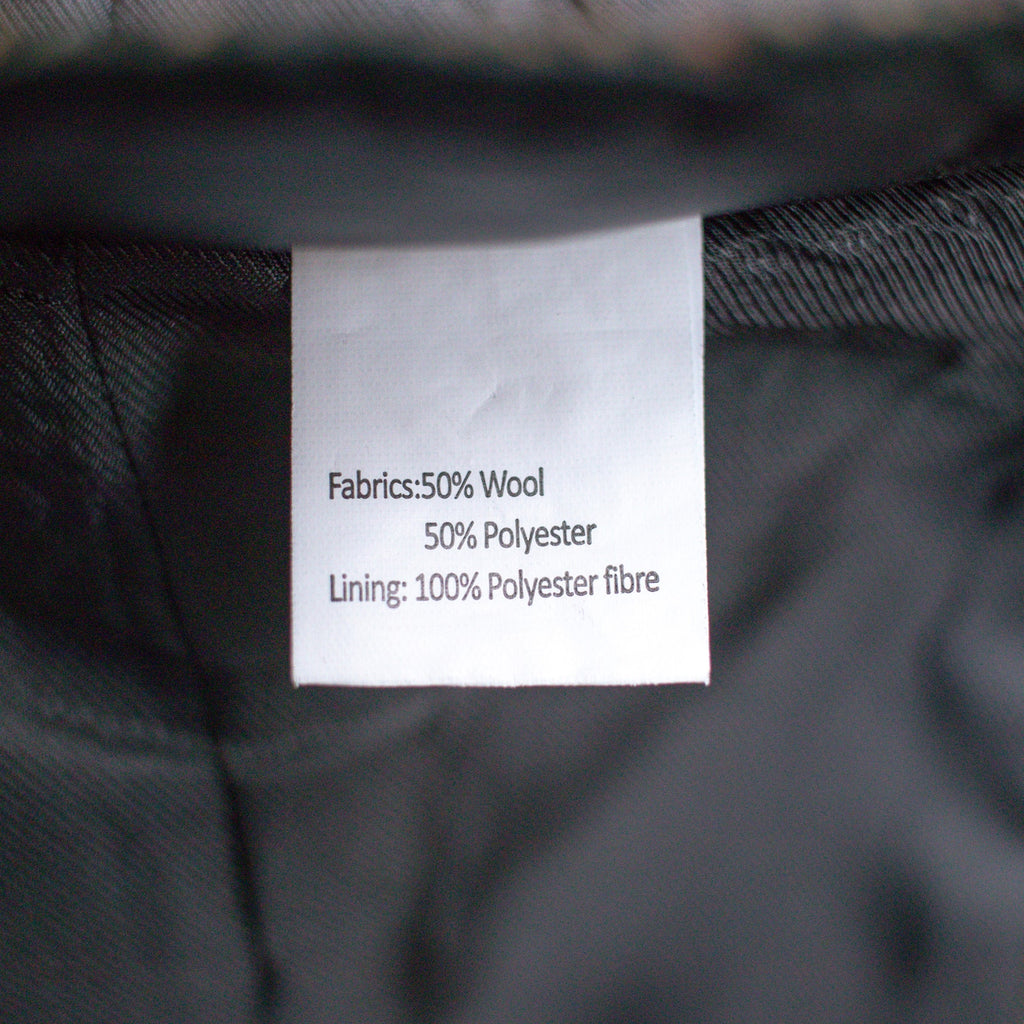 Fabrics:50% Wool
50% Polyester
Lining: 100% Polyester fibre